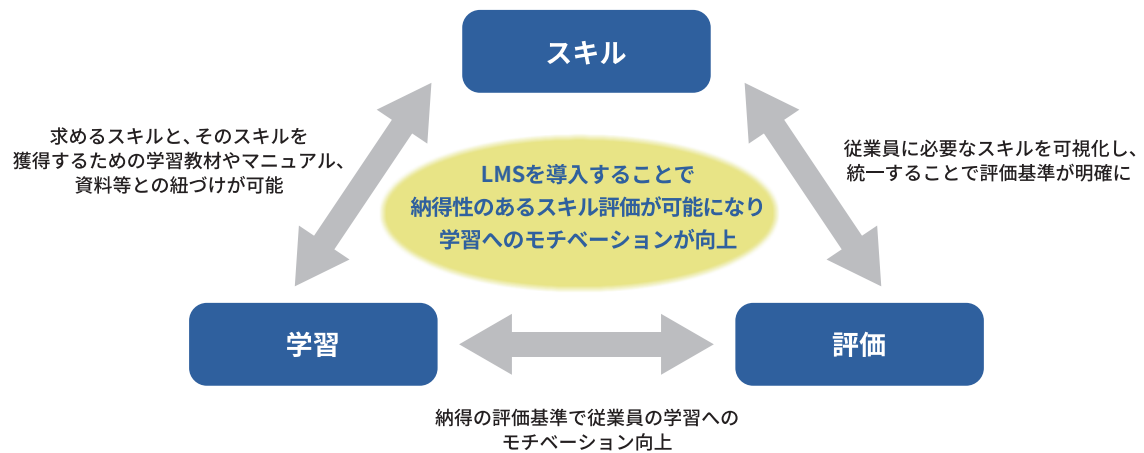 スキル
求めるスキルと、そのスキルを
獲得するための学習教材やマニュアル、
資料等との紐づけが可能
LMSを導入することで
納得性のあるスキル評価が可能になり
学習へのモチベーションが向上
従業員に必要なスキルを可視化し、
統一することで評価基準が明確に
学習
評価
納得の評価基準で従業員の学習への
モチベーション向上